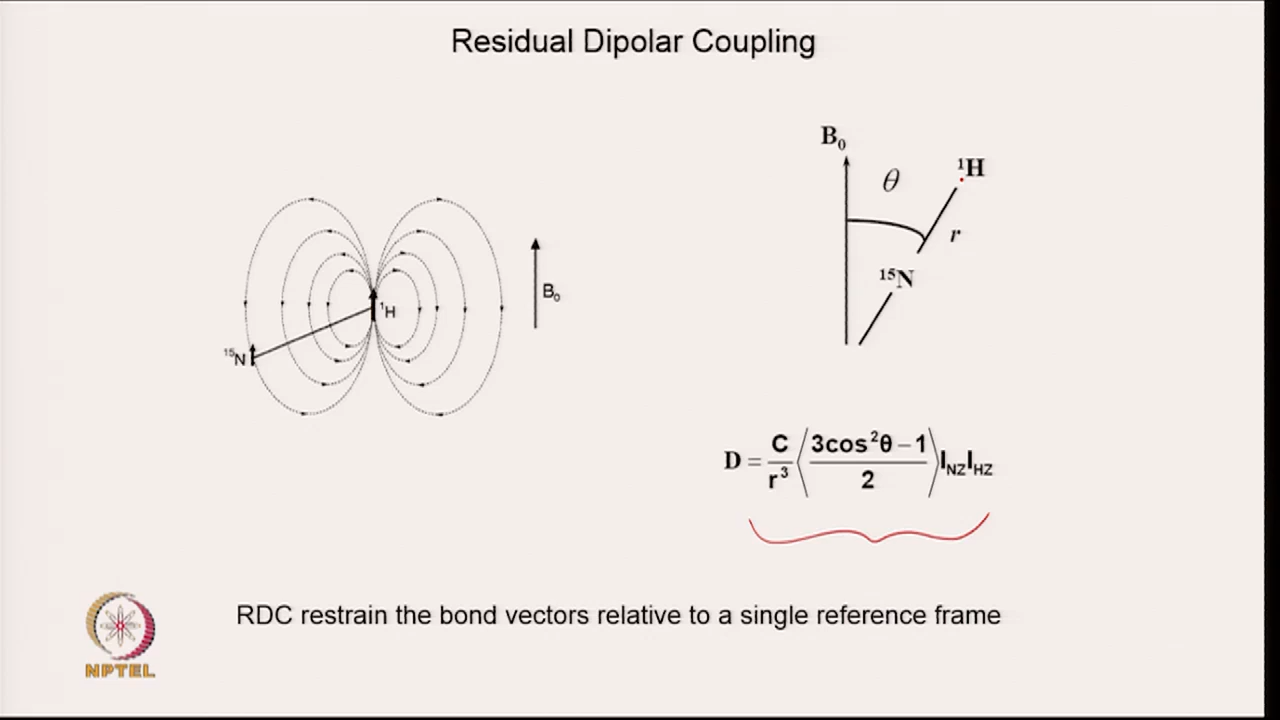 Residual Dipolar Coupling
B₀
θ
¹H
r
¹⁵N
¹H
B₀
¹⁵N
D = C/r³ ⟨(3cos²θ – 1)/2⟩ I_NZ I_HZ
RDC restrain the bond vectors relative to a single reference frame
NPTEL